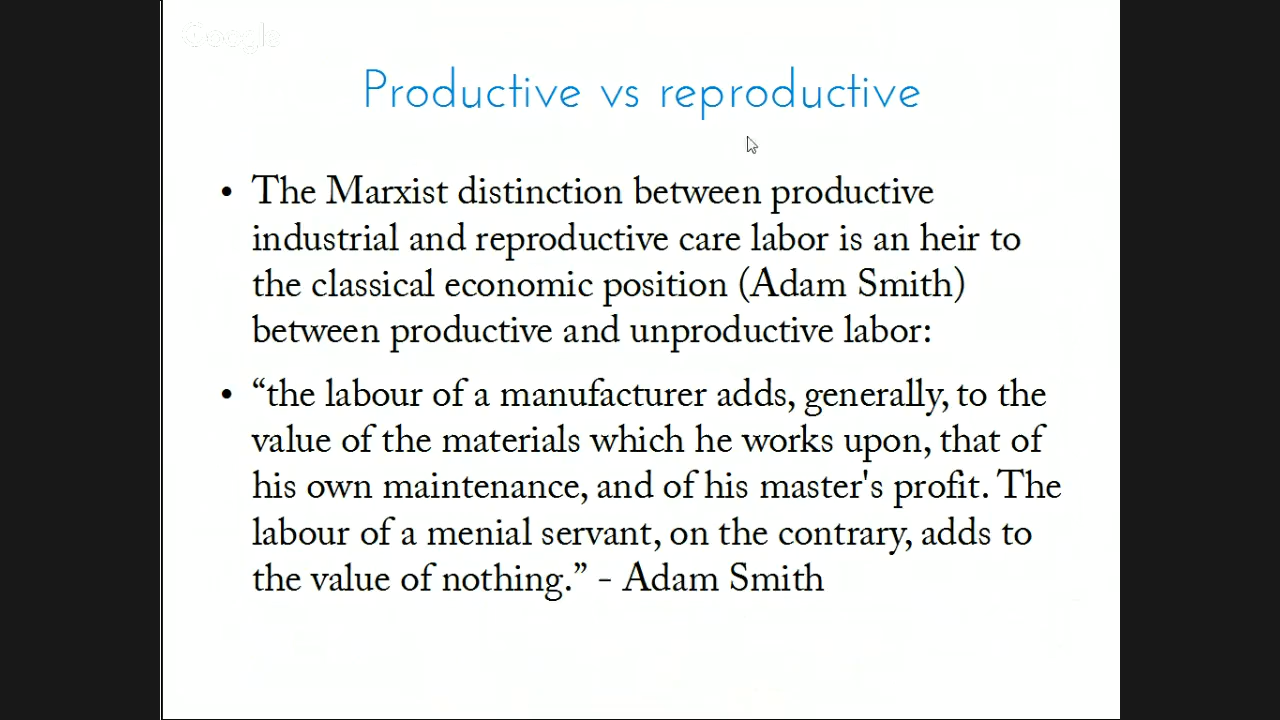 Google
Productive vs reproductive
• The Marxist distinction between productive
industrial and reproductive care labor is an heir to
the classical economic position (Adam Smith)
between productive and unproductive labor:
• “the labour of a manufacturer adds, generally, to the
value of the materials which he works upon, that of
his own maintenance, and of his master's profit. The
labour of a menial servant, on the contrary, adds to
the value of nothing.” - Adam Smith